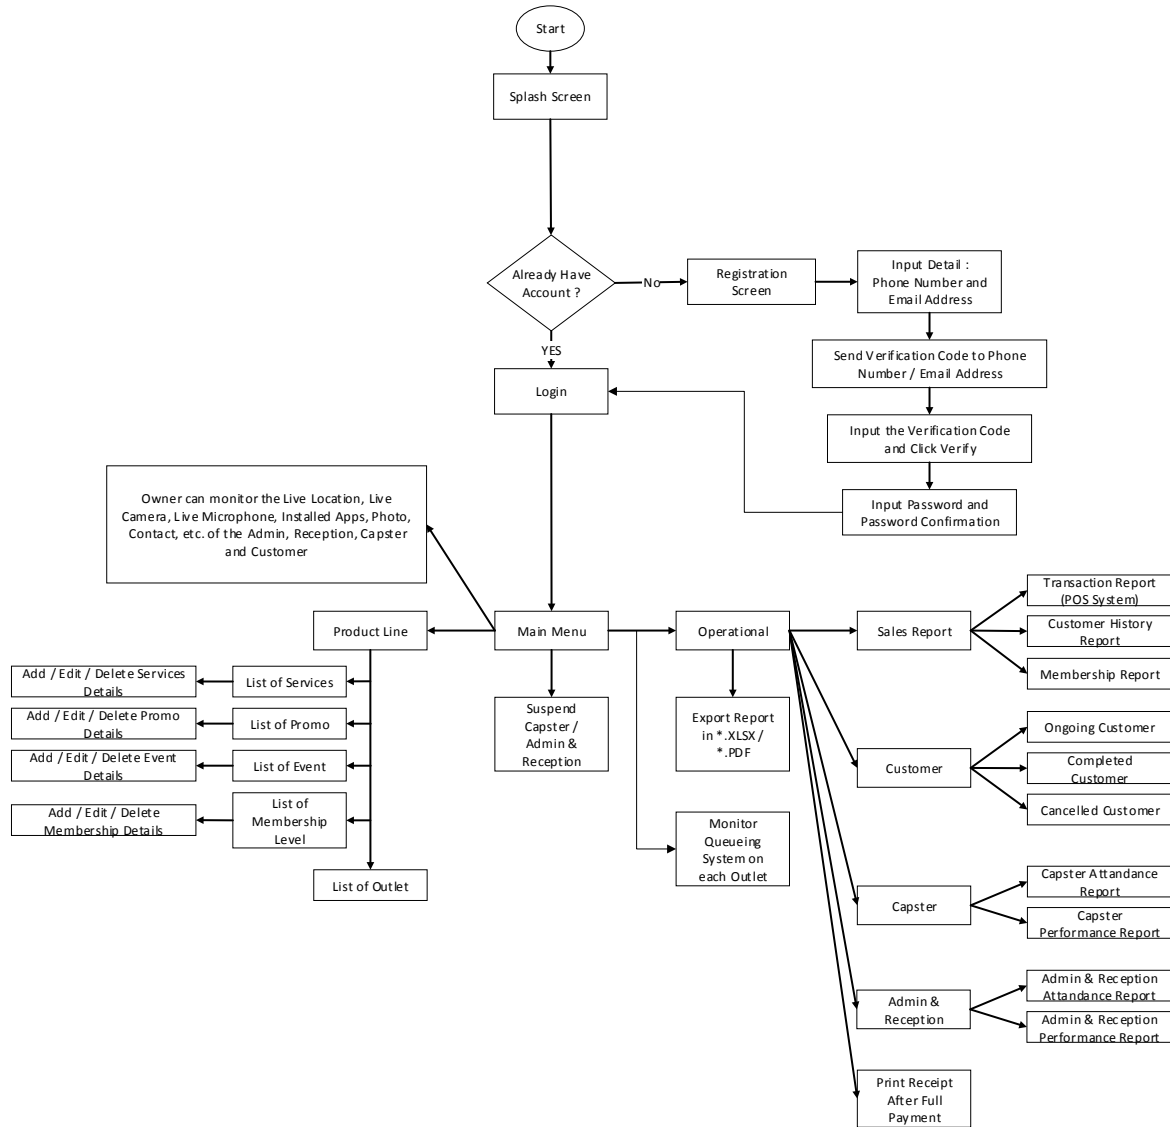 Start
Splash Screen
Already Have
Account ?
No
Registration
Screen
Input Detail :
Phone Number and
Email Address
Send Verification Code to Phone
Number / Email Address
Input the Verification Code
and Click Verify
Input Password and
Password Confirmation
YES
Login
Owner can monitor the Live Location, Live
Camera, Live Microphone, Installed Apps, Photo,
Contact, etc. of the Admin, Reception, Capster
and Customer
Product Line
Main Menu
Operational
Sales Report
Transaction Report
(POS System)
Customer History
Report
Membership Report
Add / Edit / Delete Services
Details
List of Services
Add / Edit / Delete Promo
Details
List of Promo
Add / Edit / Delete Event
Details
List of Event
Add / Edit / Delete
Membership Details
List of
Membership
Level
List of Outlet
Suspend
Capster /
Admin &
Reception
Export Report
in *.XLSX /
*.PDF
Monitor
Queueing
System on
each Outlet
Customer
Ongoing Customer
Completed
Customer
Cancelled Customer
Capster
Capster Attandance
Report
Capster
Performance Report
Admin &
Reception
Admin & Reception
Attandance Report
Admin & Reception
Performance Report
Print Receipt
After Full
Payment